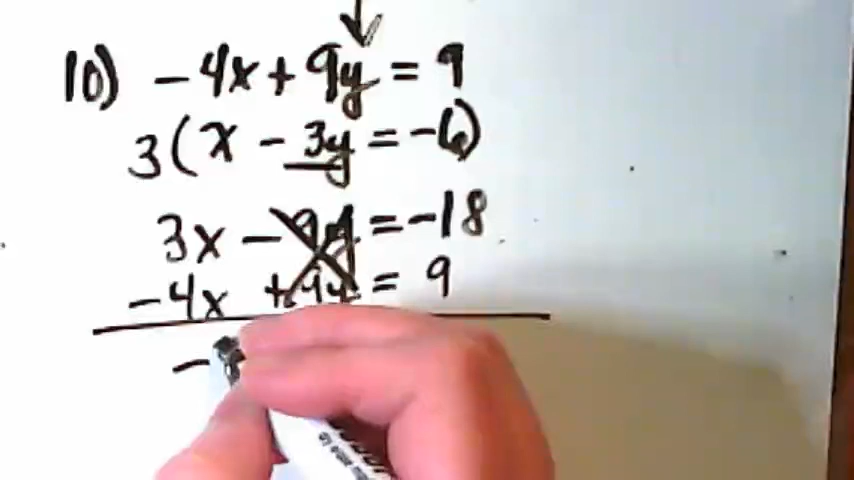 10) -4x + 9y = 9
3(x - 3y = -6)
3x - 9y = -18
-4x + 9y = 9
-